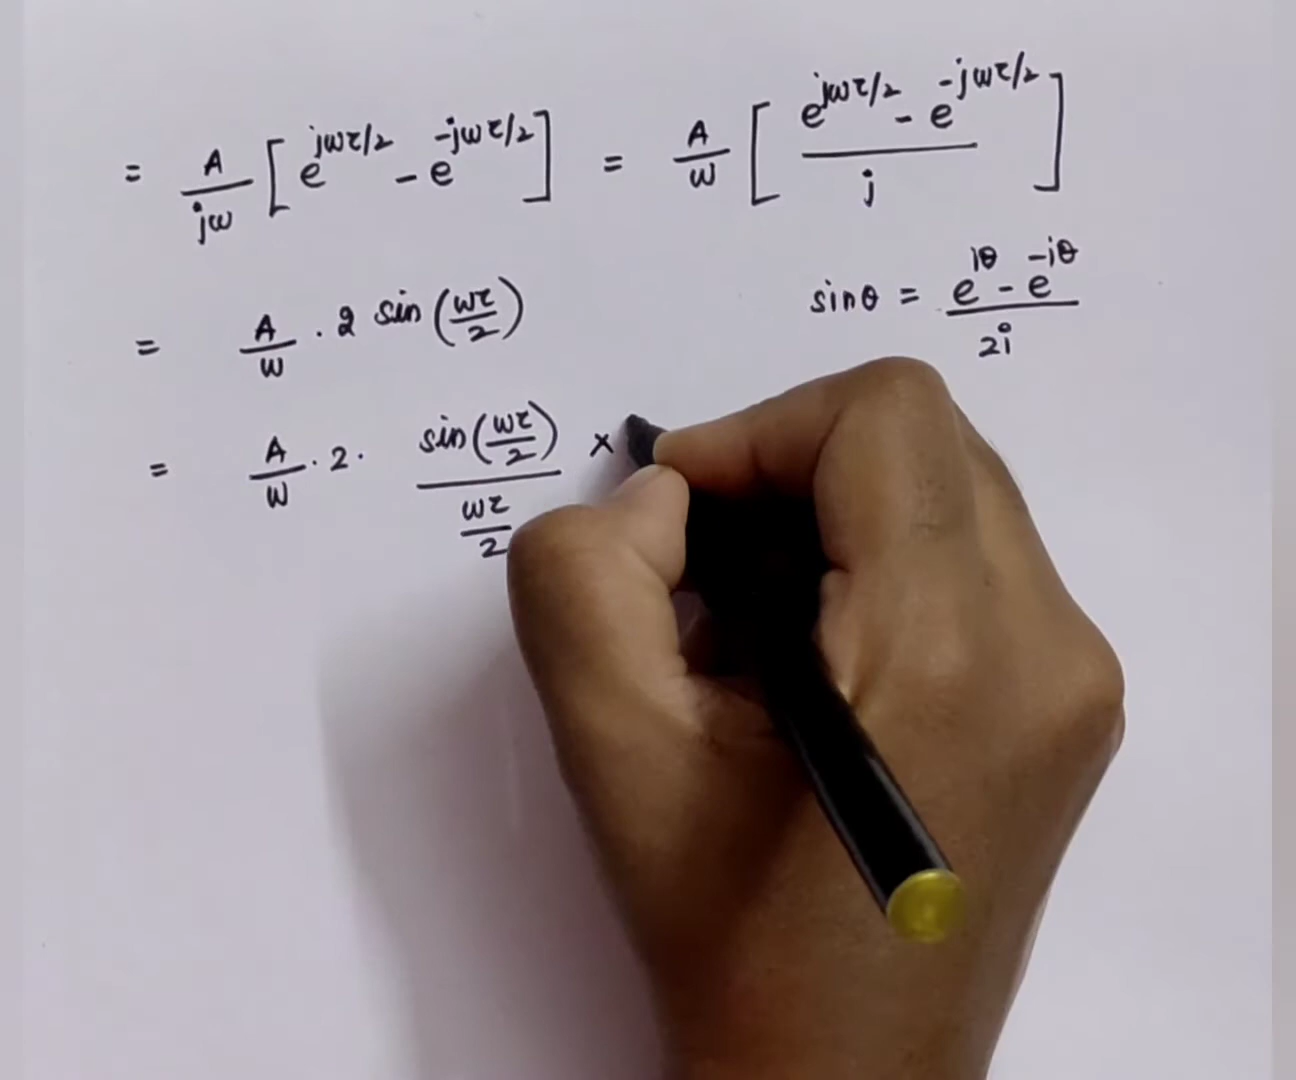 = A/jω [e^{jωτ/2} - e^{-jωτ/2}] = A/ω [(e^{jωτ/2} - e^{-jωτ/2})/j]
= A/ω . 2 sin(ωτ/2) sinθ = (e^{iθ} - e^{-iθ})/2i
= A/ω . 2 . sin(ωτ/2)/(ωτ/2) ×